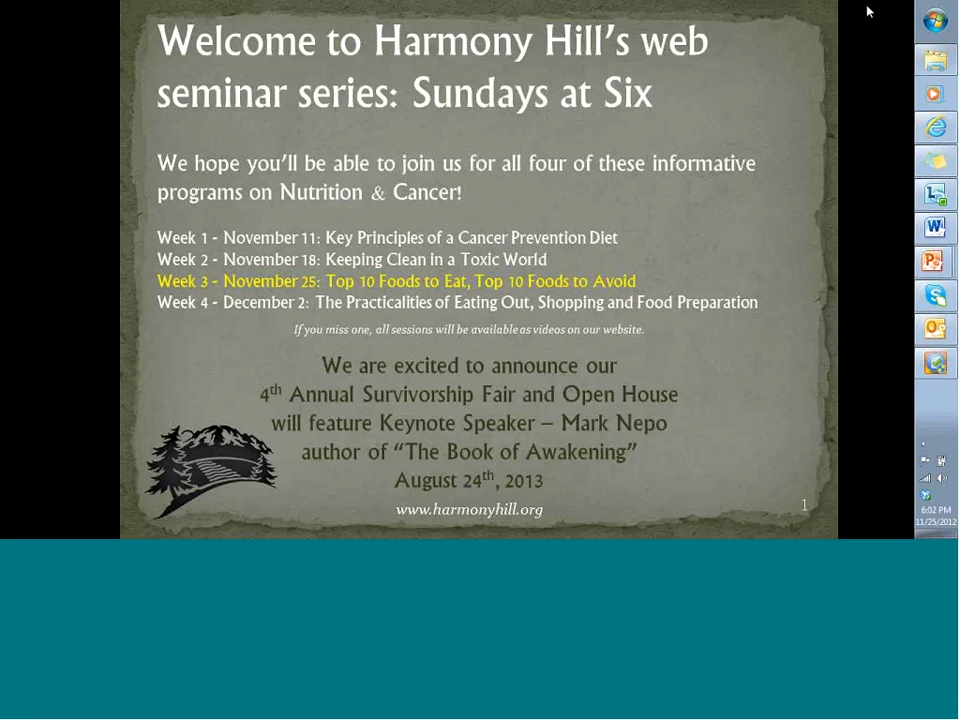 Welcome to Harmony Hill's web
seminar series: Sundays at Six
We hope you'll be able to join us for all four of these informative
programs on Nutrition & Cancer!
Week 1 - November 11: Key Principles of a Cancer Prevention Diet
Week 2 - November 18: Keeping Clean in a Toxic World
Week 3 - November 25: Top 10 Foods to Eat, Top 10 Foods to Avoid
Week 4 - December 2: The Practicalities of Eating Out, Shopping and Food Preparation
If you miss one, all sessions will be available as videos on our website.
We are excited to announce our
4th Annual Survivorship Fair and Open House
will feature Keynote Speaker – Mark Nepo
author of “The Book of Awakening”
August 24th, 2013
www.harmonyhill.org
1
6:02 PM
11/25/2012